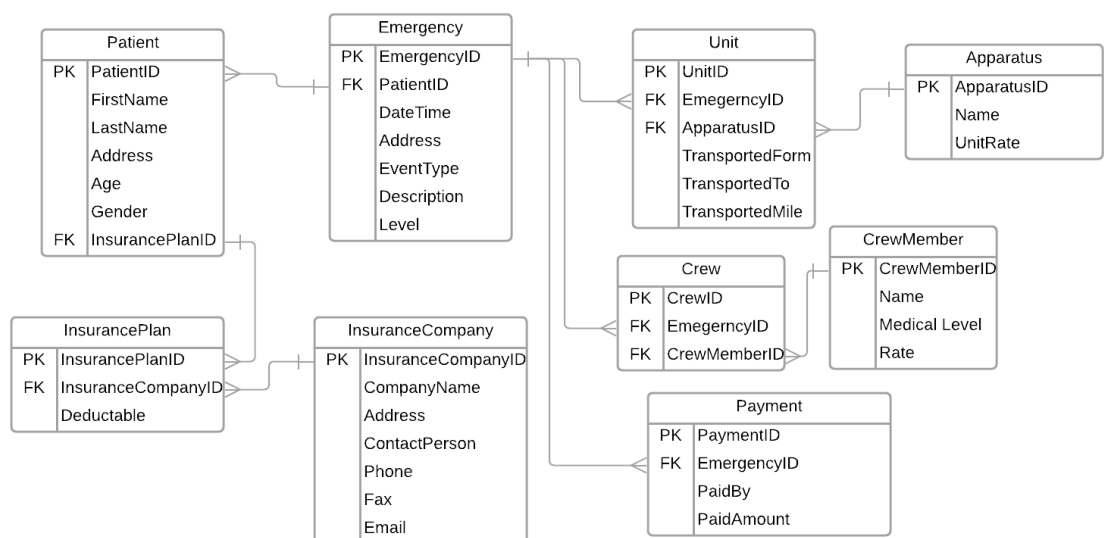 Patient
PK PatientID
FirstName
LastName
Address
Age
Gender
FK InsurancePlanID
Emergency
PK EmergencyID
FK PatientID
DateTime
Address
EventType
Description
Level
Unit
PK UnitID
FK EmegerncyID
FK ApparatusID
TransportedForm
TransportedTo
TransportedMile
Apparatus
PK ApparatusID
Name
UnitRate
Crew
PK CrewID
FK EmegerncyID
FK CrewMemberID
CrewMember
PK CrewMemberID
Name
Medical Level
Rate
InsurancePlan
PK InsurancePlanID
FK InsuranceCompanyID
Deductable
InsuranceCompany
PK InsuranceCompanyID
CompanyName
Address
ContactPerson
Phone
Fax
Email
Payment
PK PaymentID
FK EmergencyID
PaidBy
PaidAmount